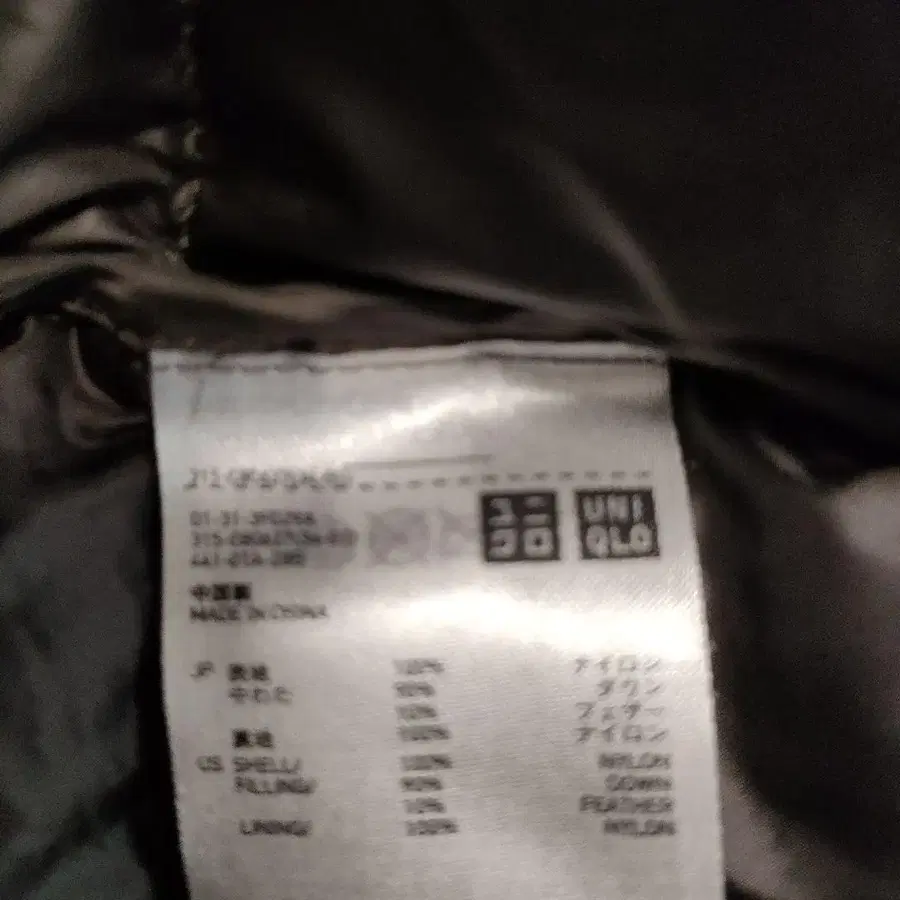 ユニ
クロ
UNI
QLO
中国製
MADE IN CHINA
JP 表地 100% ナイロン
中わた 90% ダウン
10% フェザー
裏地 100% ナイロン
US SHELL/ 100% NYLON
FILLING/ 90% DOWN
10% FEATHER
LINING/ 100% NYLON